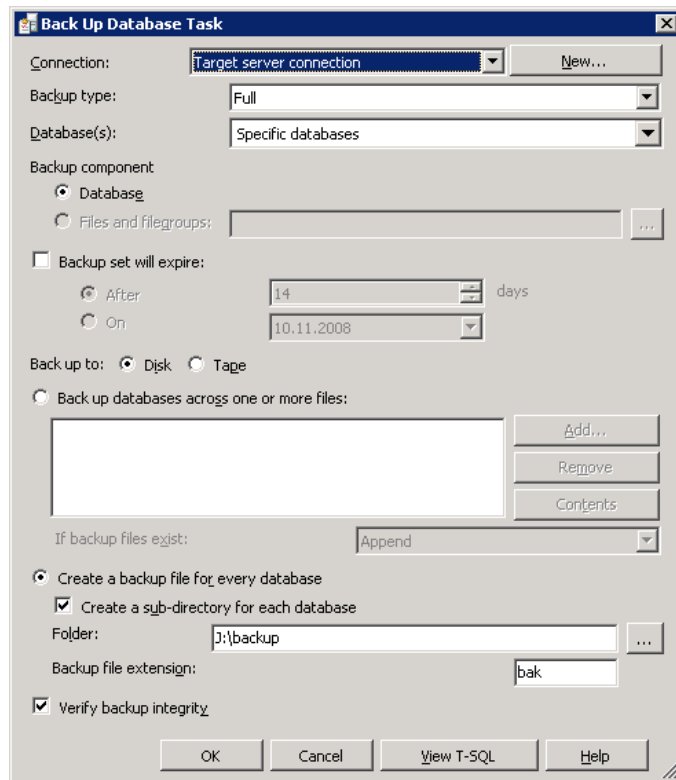 Back Up Database Task
Connection: Target server connection New...
Backup type: Full
Database(s): Specific databases
Backup component
Database
Files and filegroups: ...
Backup set will expire:
After 14 days
On 10.11.2008
Back up to: Disk Tape
Back up databases across one or more files:
Add...
Remove
Contents
If backup files exist: Append
Create a backup file for every database
Create a sub-directory for each database
Folder: J:\backup ...
Backup file extension: bak
Verify backup integrity
OK Cancel View T-SQL Help